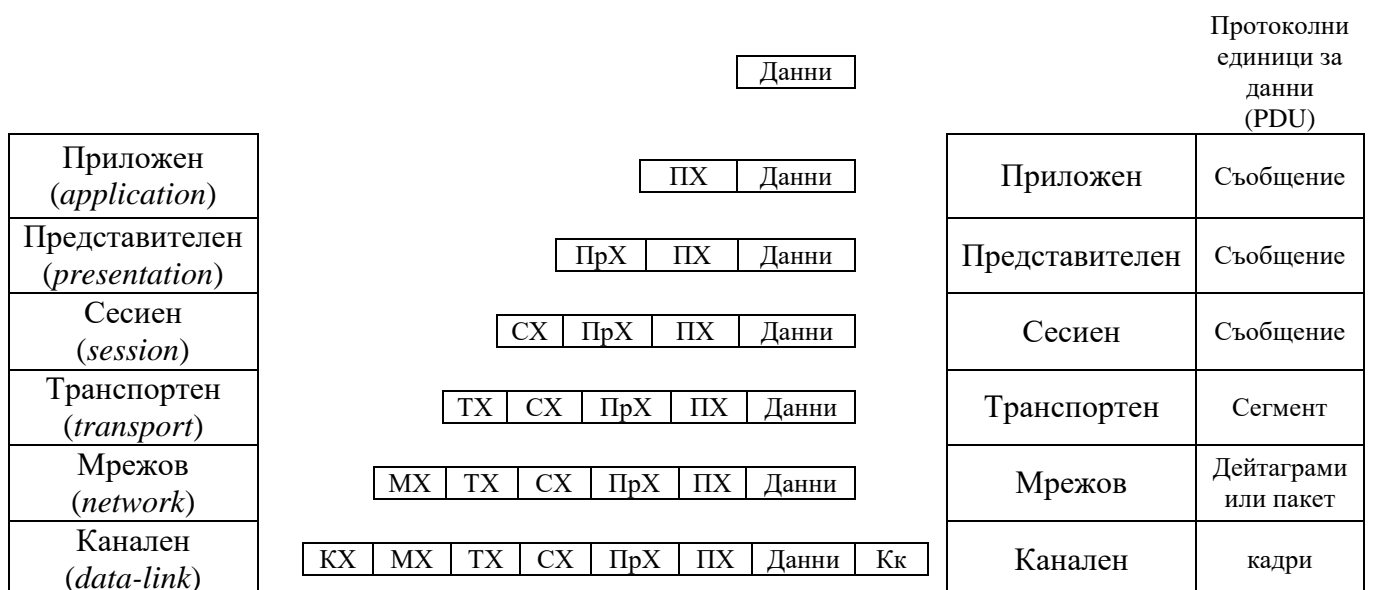 Протоколни
единици за
данни
(PDU)
Данни
Приложен
(application)
ПХ Данни
Приложен
Съобщение
Представителен
(presentation)
ПрХ ПХ Данни
Представителен
Съобщение
Сесиен
(session)
СХ ПрХ ПХ Данни
Сесиен
Съобщение
Транспортен
(transport)
ТХ СХ ПрХ ПХ Данни
Транспортен
Сегмент
Мрежов
(network)
МХ ТХ СХ ПрХ ПХ Данни
Мрежов
Дейтаграми
или пакет
Канален
(data-link)
КХ МХ ТХ СХ ПрХ ПХ Данни Кк
Канален
кадри